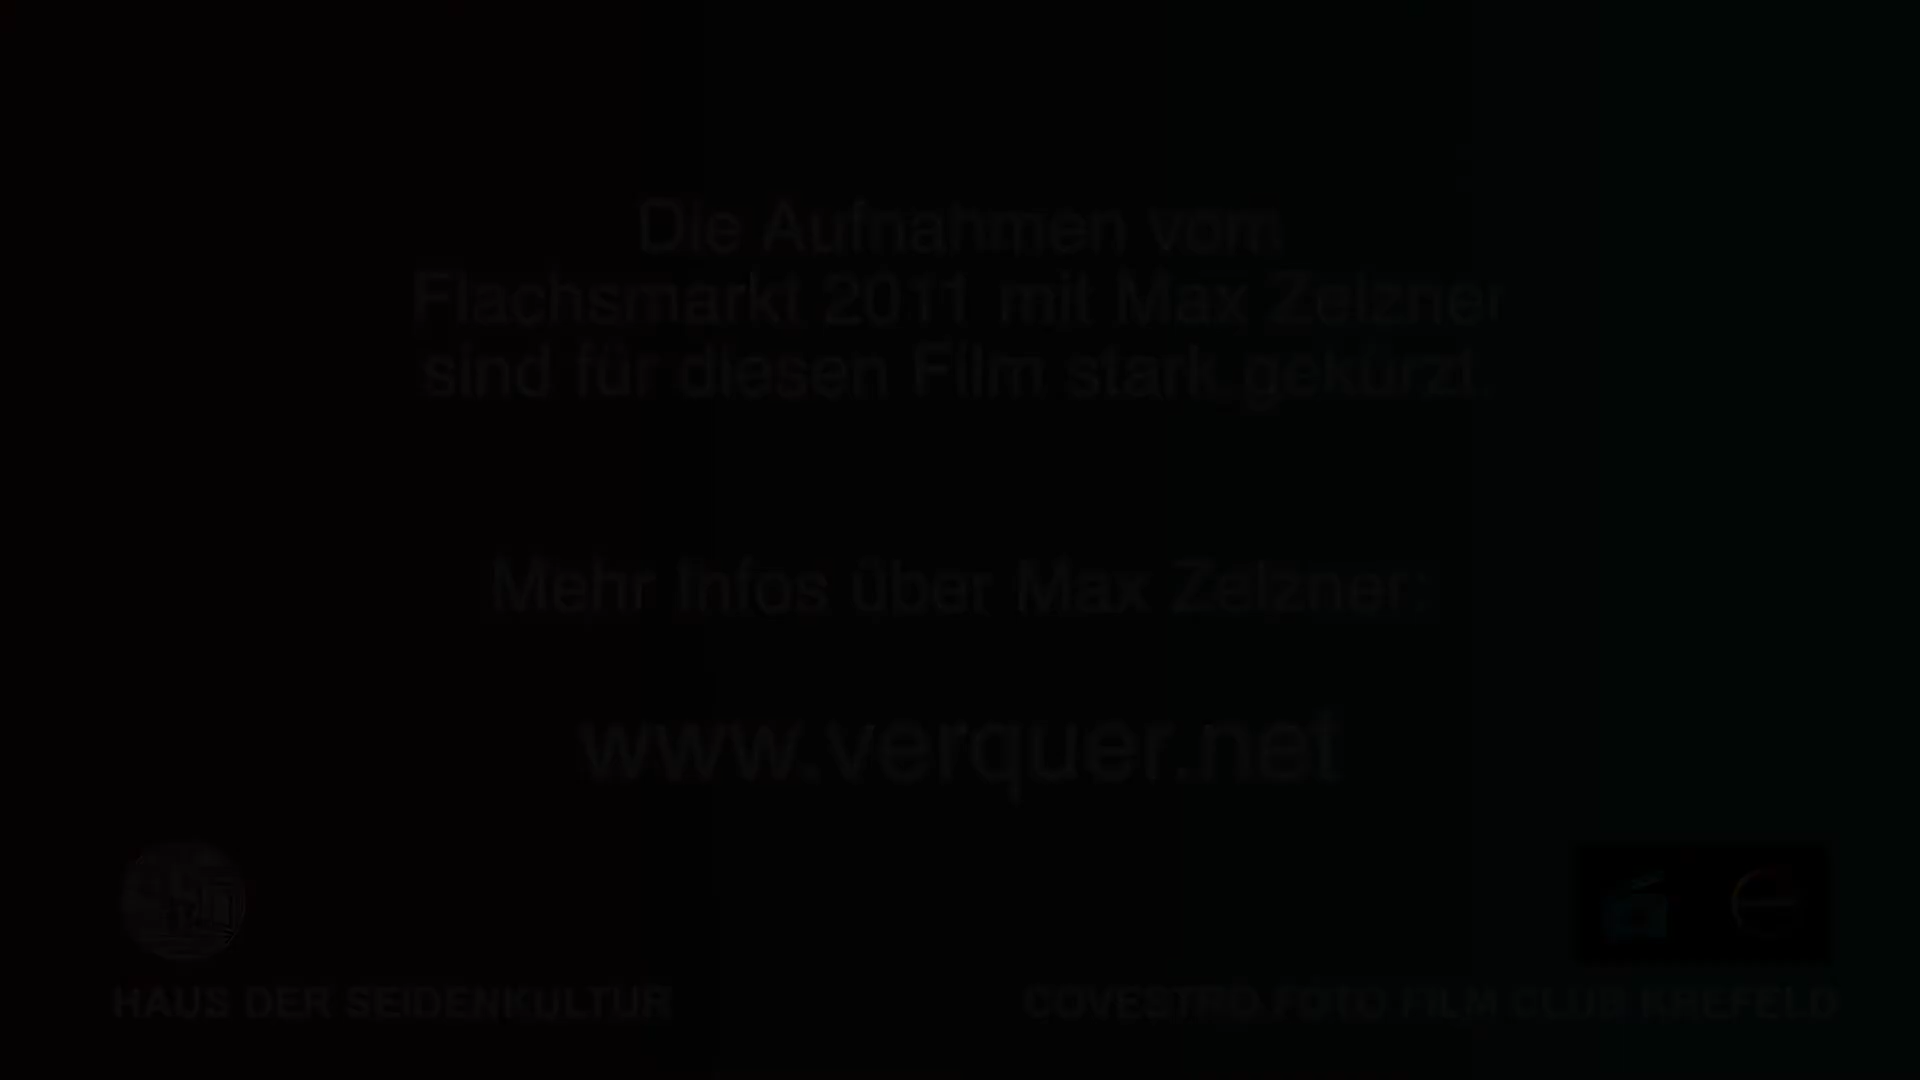 Die Aufnahmen vom
Flachsmarkt 2011 mit Max Zelzner
sind für diesen Film stark gekürzt.
Mehr Infos über Max Zelzner:
www.verquer.net
HAUS DER SEIDENKULTUR
COVESTRO FOTO FILM CLUB KREFELD